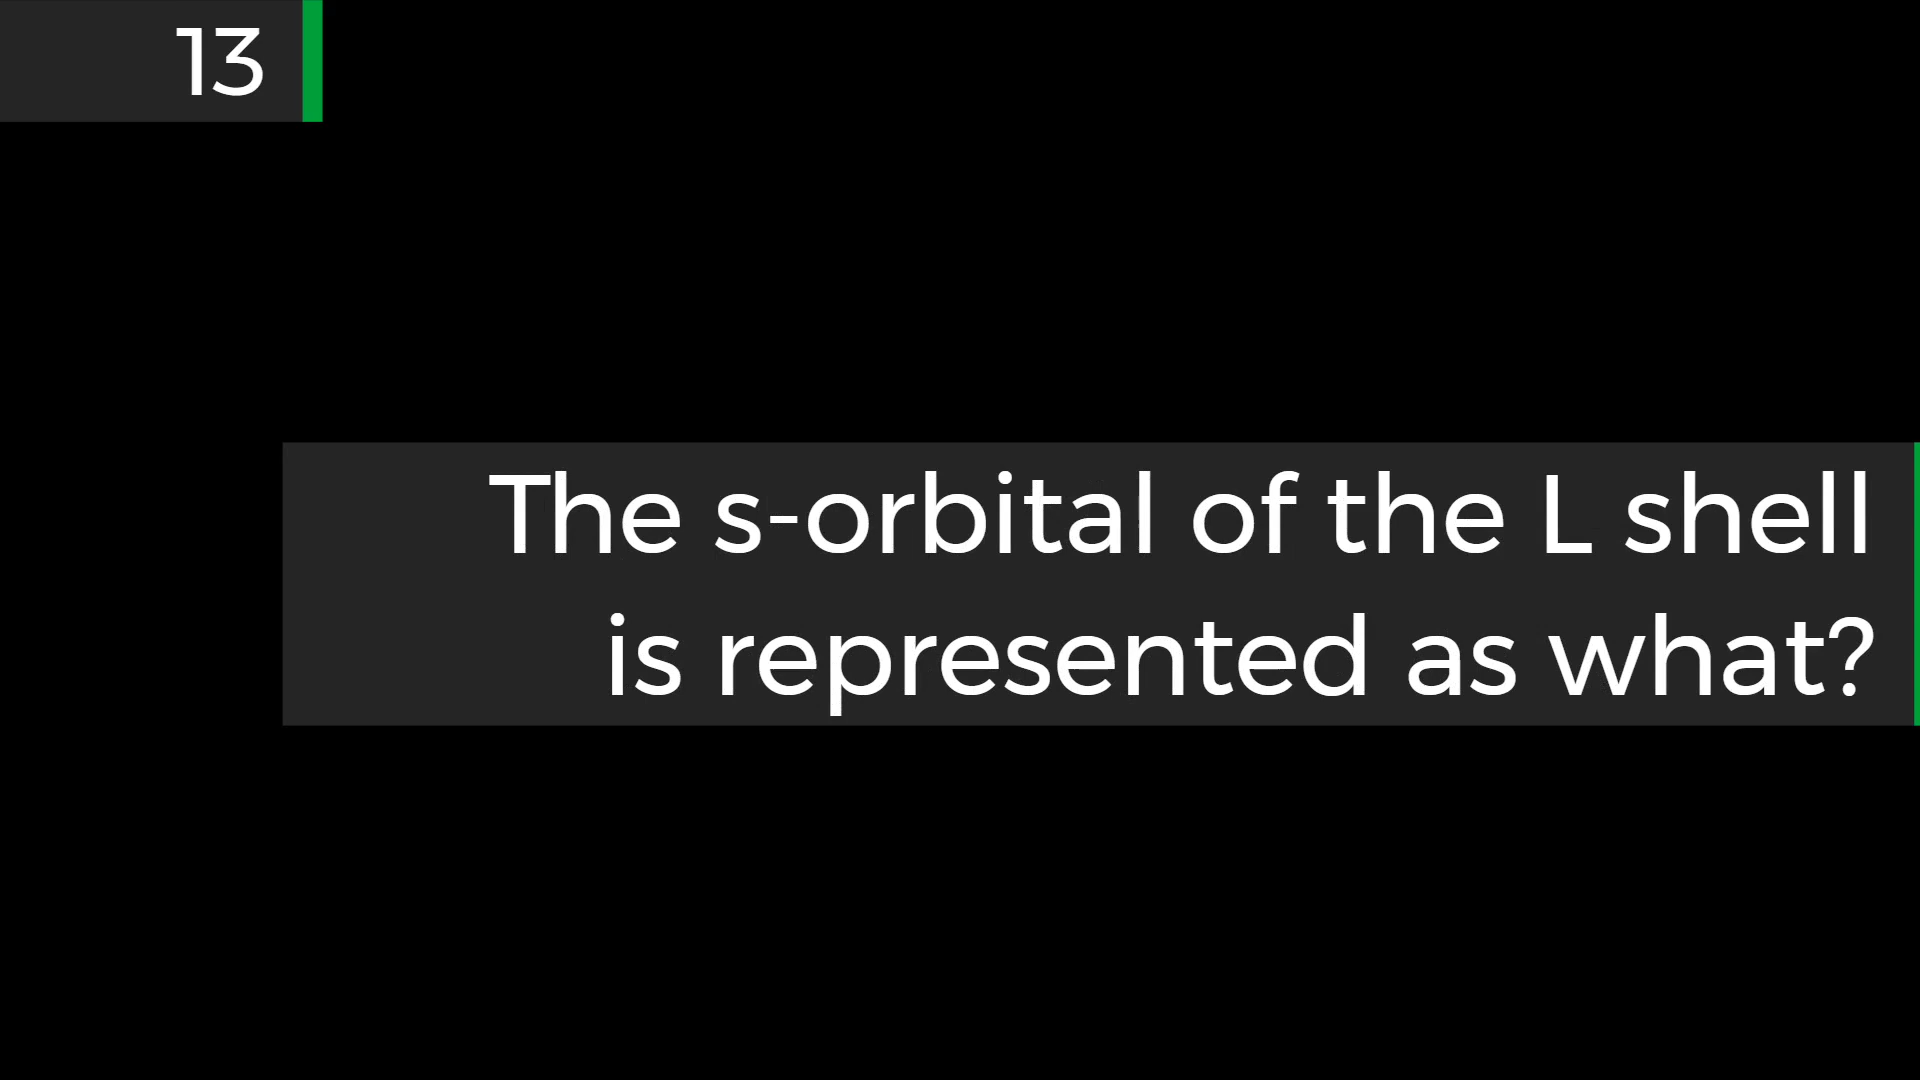 13
The s-orbital of the L shell
is represented as what?